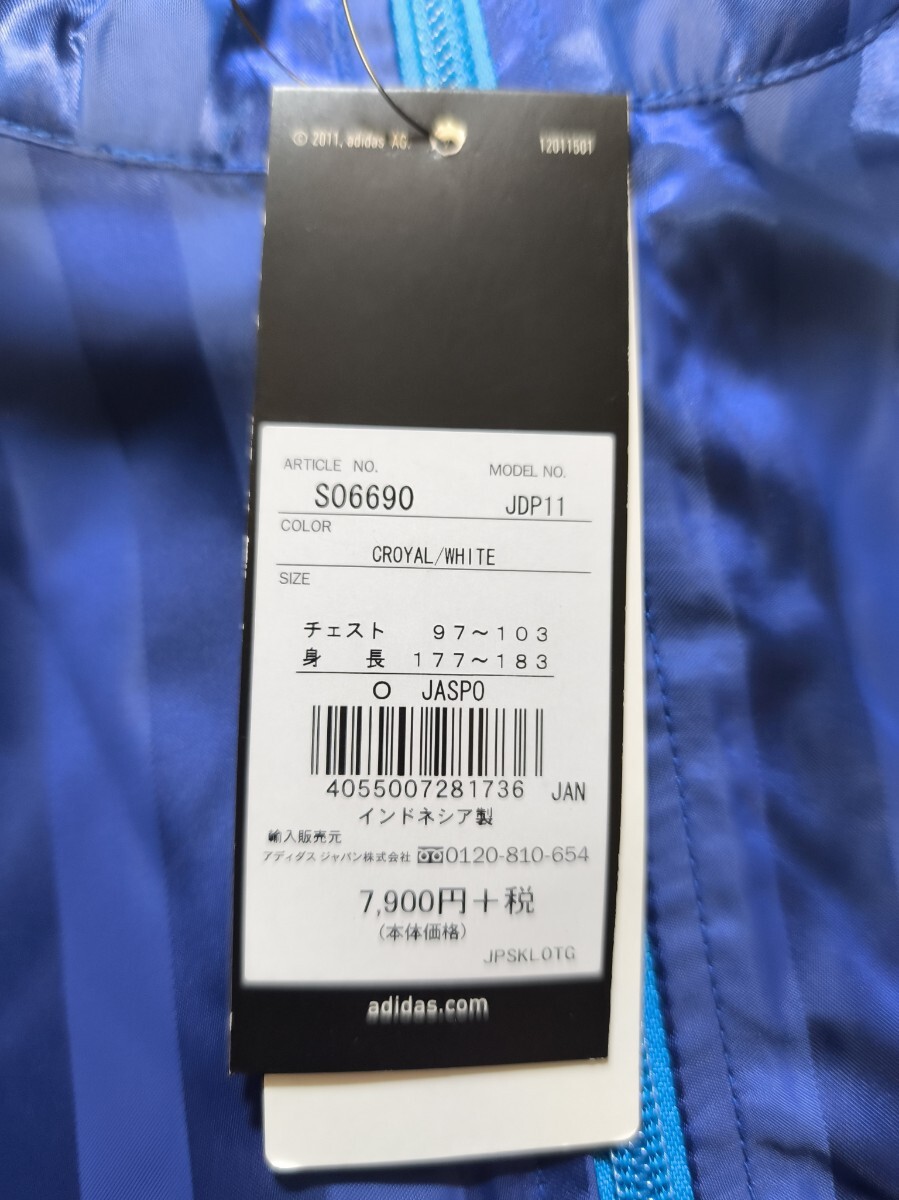 © 2011, adidas AG. 12011501
ARTICLE NO. MODEL NO.
S06690 JDP11
COLOR
CROYAL/WHITE
SIZE
チェスト 97～103
身長 177～183
O JASPO
4055007281736 JAN
インドネシア製
輸入販売元
アディダス ジャパン株式会社 0120-810-654
7,900円+税
(本体価格)
JPSKLOTG
adidas.com